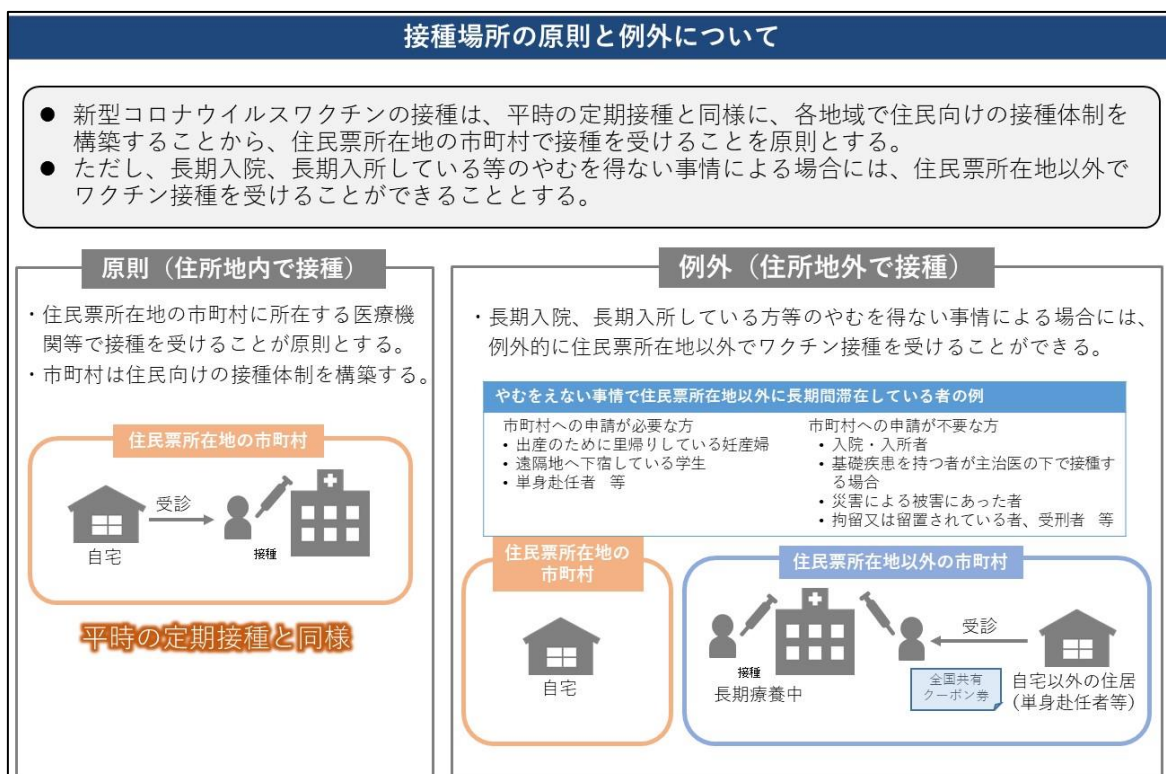 接種場所の原則と例外について
● 新型コロナウイルスワクチンの接種は、平時の定期接種と同様に、各地域で住民向けの接種体制を
構築することから、住民票所在地の市町村で接種を受けることを原則とする。
● ただし、長期入院、長期入所している等のやむを得ない事情による場合には、住民票所在地以外で
ワクチン接種を受けることができることとする。
原則（住所地内で接種）
・住民票所在地の市町村に所在する医療機
関等で接種を受けることが原則とする。
・市町村は住民向けの接種体制を構築する。
住民票所在地の市町村
受診
自宅
接種
平時の定期接種と同様
例外（住所地外で接種）
・長期入院、長期入所している方等のやむを得ない事情による場合には、
例外的に住民票所在地以外でワクチン接種を受けることができる。
やむをえない事情で住民票所在地以外に長期間滞在している者の例
市町村への申請が必要な方
• 出産のために里帰りしている妊産婦
• 遠隔地へ下宿している学生
• 単身赴任者　等
市町村への申請が不要な方
• 入院・入所者
• 基礎疾患を持つ者が主治医の下で接種す
る場合
• 災害による被害にあった者
• 拘留又は留置されている者、受刑者　等
住民票所在地の
市町村
自宅
住民票所在地以外の市町村
接種
長期療養中
受診
全国共有
クーポン券
自宅以外の住居
（単身赴任者等）